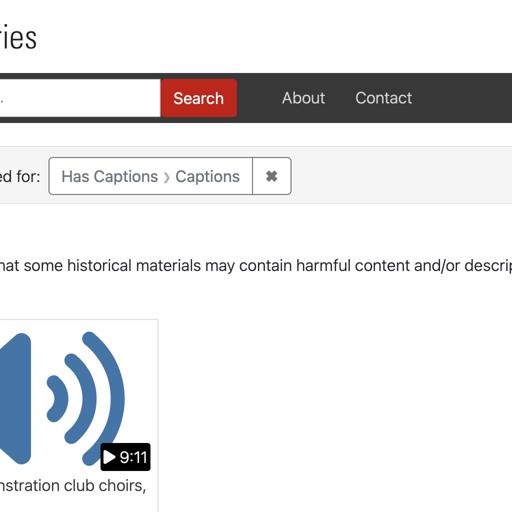 ries
. Search About Contact
ed for: Has Captions ❯ Captions ✖
hat some historical materials may contain harmful content and/or descrip
9:11
nstration club choirs,